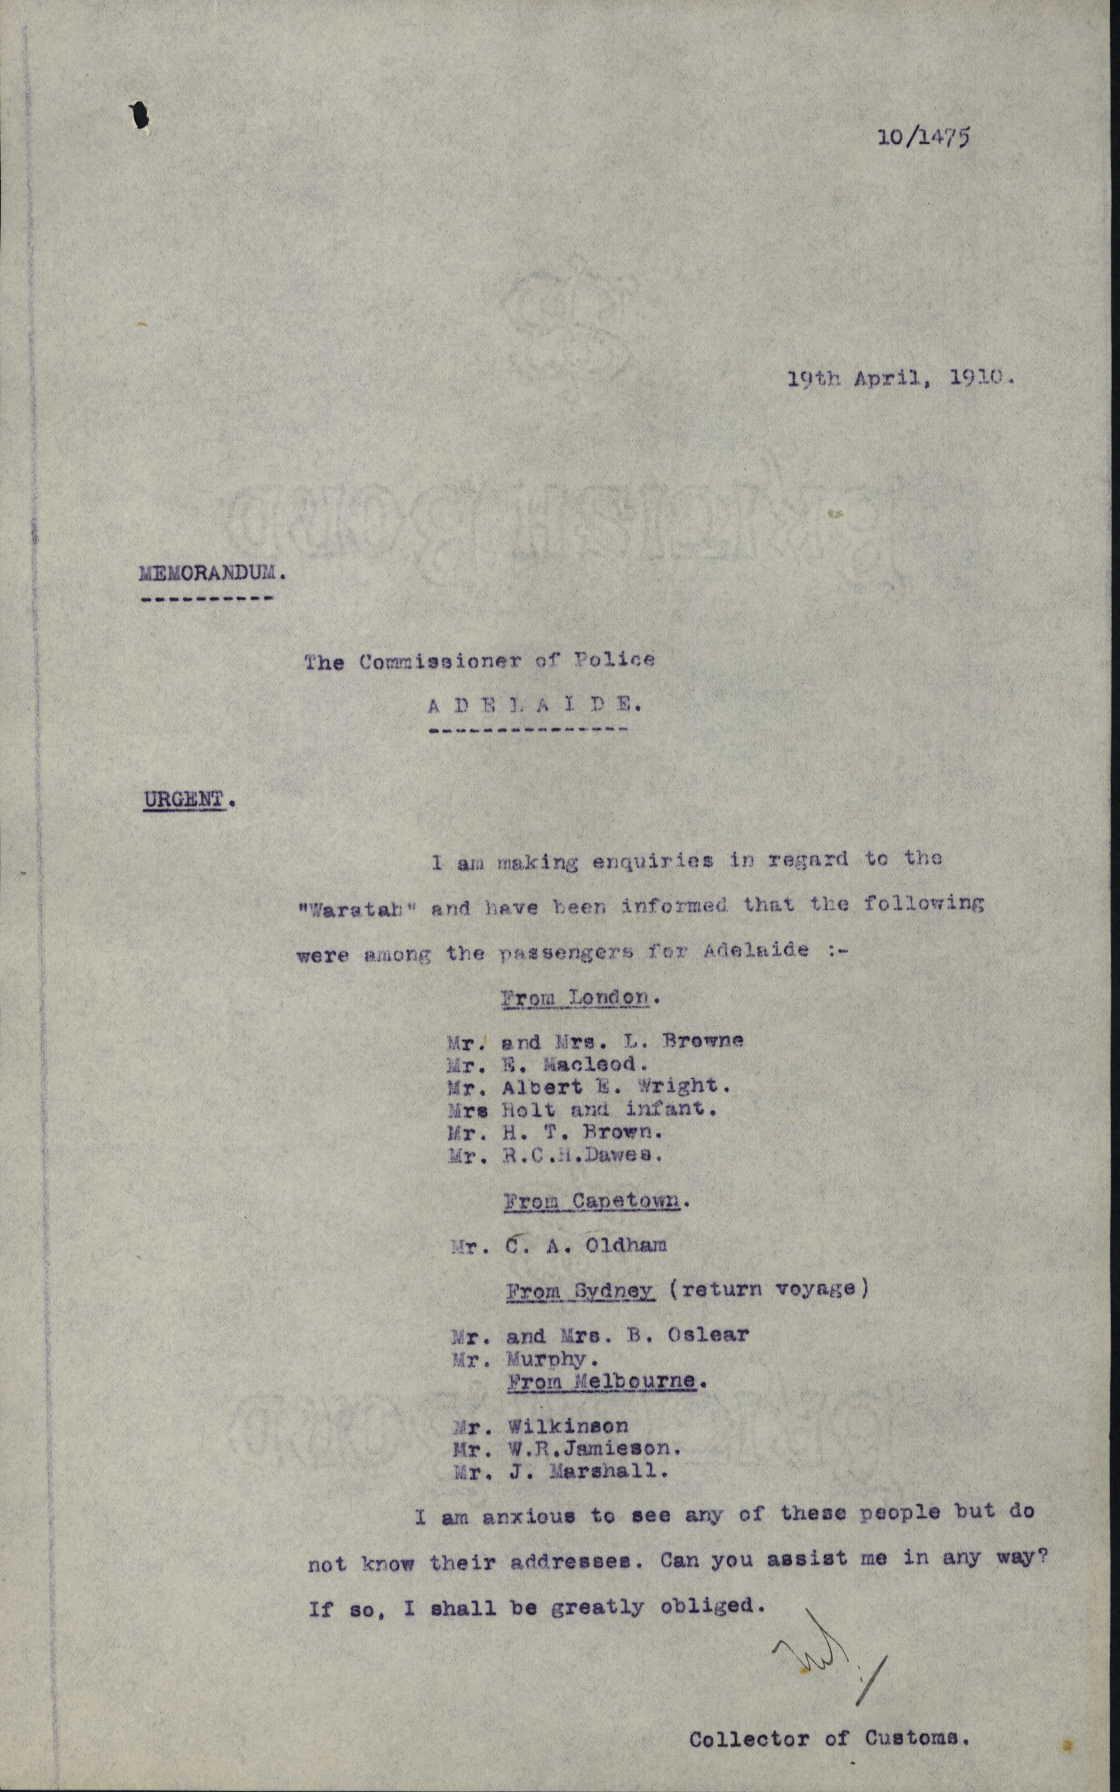 10/1475
19th April, 1910.
MEMORANDUM.
----------
The Commissioner of Police
A D E L A I D E.
---------------
URGENT.
I am making enquiries in regard to the
"Waratah" and have been informed that the following
were among the passengers for Adelaide :-
From London.
Mr. and Mrs. L. Browne
Mr. E. Macleod.
Mr. Albert E. Wright.
Mrs Holt and infant.
Mr. H. T. Brown.
Mr. R.C.H.Dawes.
From Capetown.
Mr. C. A. Oldham
From Sydney (return voyage)
Mr. and Mrs. B. Oslear
Mr. Murphy.
From Melbourne.
Mr. Wilkinson
Mr. W.R.Jamieson.
Mr. J. Marshall.
I am anxious to see any of these people but do
not know their addresses. Can you assist me in any way?
If so, I shall be greatly obliged.
Collector of Customs.